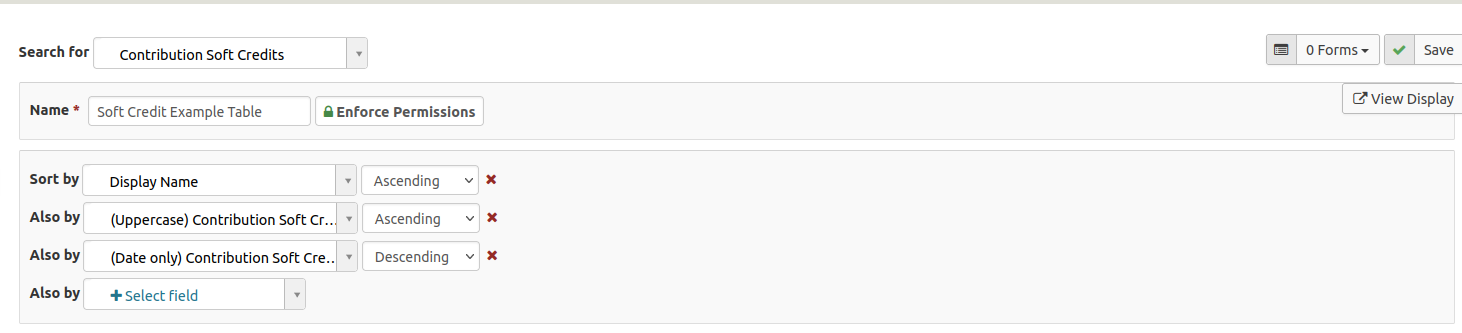 Search for Contribution Soft Credits 0 Forms Save
Name * Soft Credit Example Table Enforce Permissions View Display
Sort by Display Name Ascending
Also by (Uppercase) Contribution Soft Cr... Ascending
Also by (Date only) Contribution Soft Cre... Descending
Also by Select field